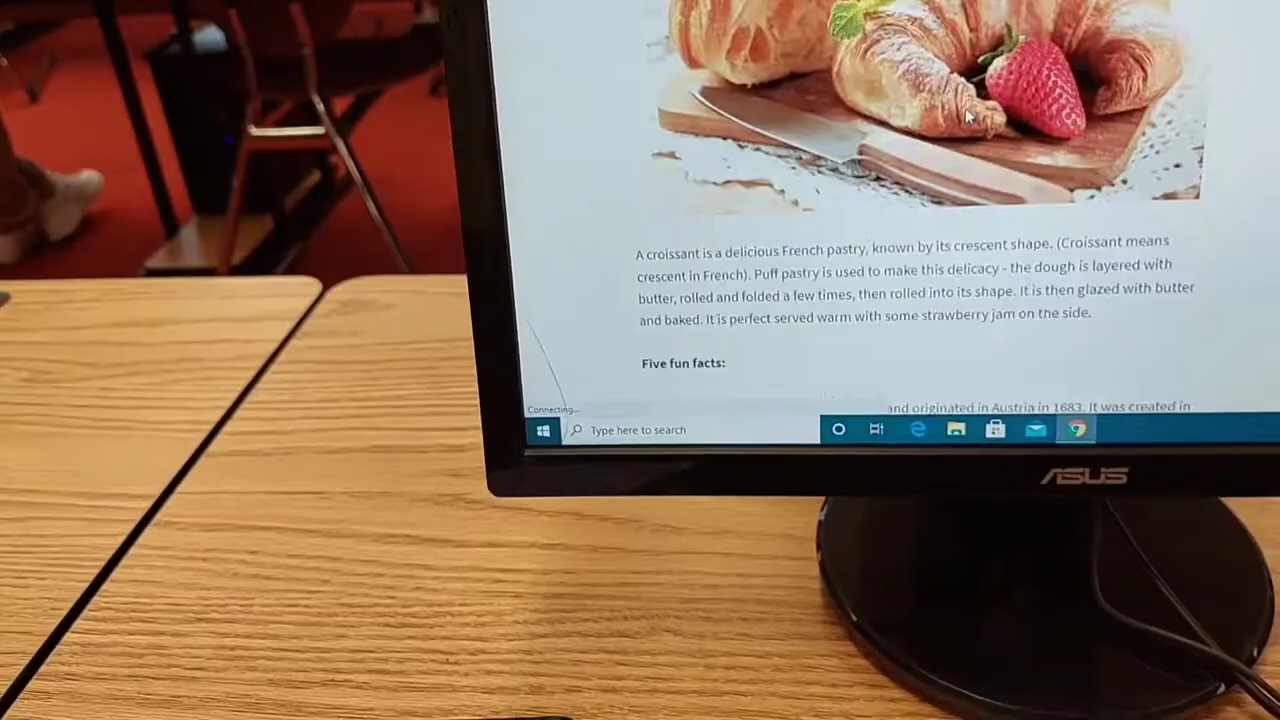 A croissant is a delicious French pastry, known by its crescent shape. (Croissant means
crescent in French). Puff pastry is used to make this delicacy - the dough is layered with
butter, rolled and folded a few times, then rolled into its shape. It is then glazed with butter
and baked. It is perfect served warm with some strawberry jam on the side.
Five fun facts:
and originated in Austria in 1683. It was created in
Connecting...
Type here to search
ASUS